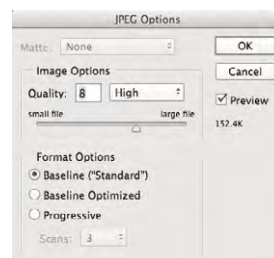 JPEG Options
Matte: None
OK
Image Options
Cancel
Quality: 8 High
Preview
small file large file
152.4K
Format Options
Baseline ("Standard")
Baseline Optimized
Progressive
Scans: 3